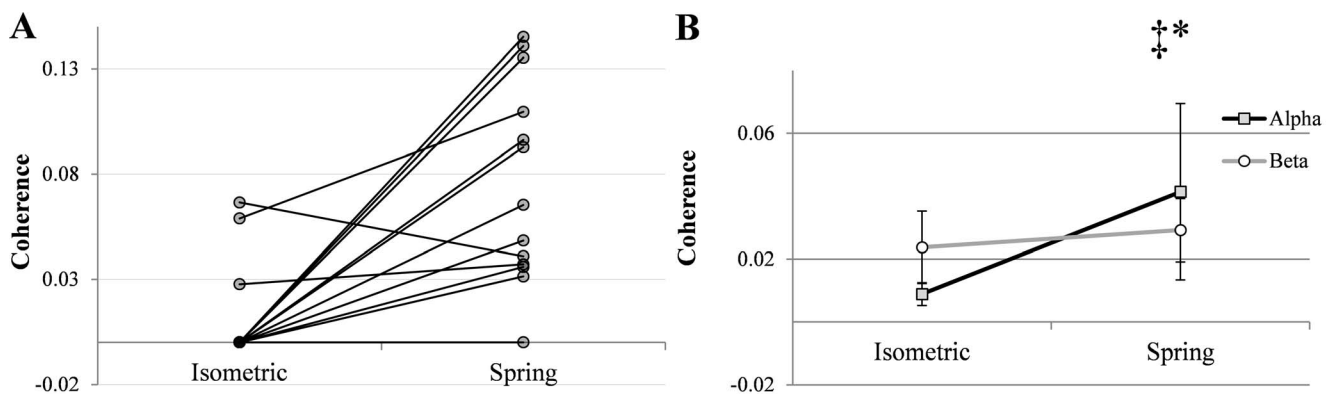 A
Coherence
0.13
0.08
0.03
-0.02
Isometric Spring
B
‡*
Coherence
0.06
0.02
-0.02
Alpha
Beta
Isometric Spring